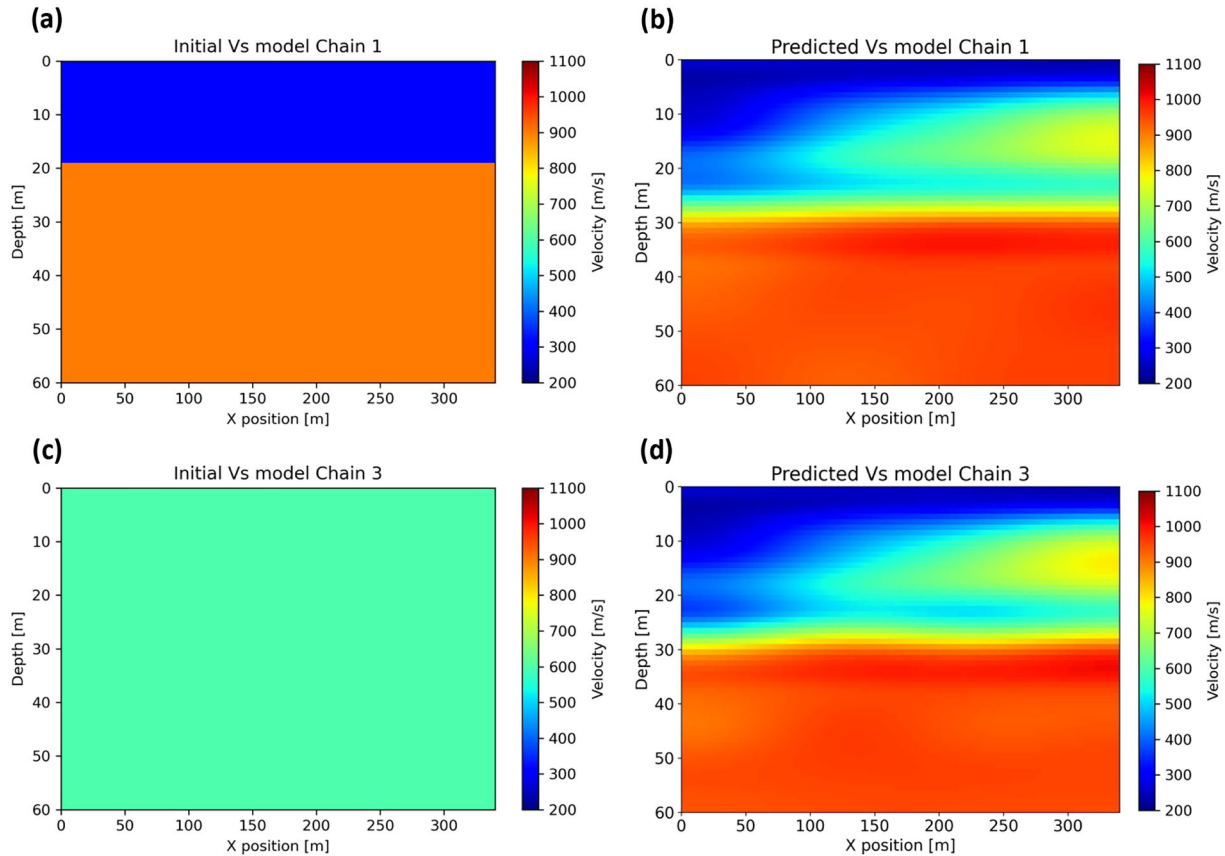 (a)
Initial Vs model Chain 1
0
10
20
30
40
50
60
Depth [m]
0 50 100 150 200 250 300
X position [m]
1100
1000
900
800
700
600
500
400
300
200
Velocity [m/s]
(b)
Predicted Vs model Chain 1
0
10
20
30
40
50
60
Depth [m]
0 50 100 150 200 250 300
X position [m]
1100
1000
900
800
700
600
500
400
300
200
Velocity [m/s]
(c)
Initial Vs model Chain 3
0
10
20
30
40
50
60
Depth [m]
0 50 100 150 200 250 300
X position [m]
1100
1000
900
800
700
600
500
400
300
200
Velocity [m/s]
(d)
Predicted Vs model Chain 3
0
10
20
30
40
50
60
Depth [m]
0 50 100 150 200 250 300
X position [m]
1100
1000
900
800
700
600
500
400
300
200
Velocity [m/s]